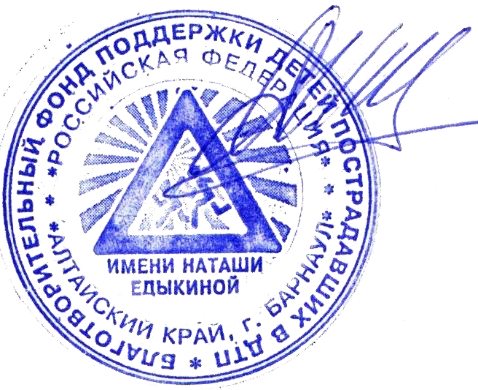 БЛАГОТВОРИТЕЛЬНЫЙ ФОНД ПОДДЕРЖКИ ДЕТЕЙ ПОСТРАДАВШИХ В ДТП *
*РОССИЙСКАЯ ФЕДЕРАЦИЯ*
*АЛТАЙСКИЙ КРАЙ, г. БАРНАУЛ*
ИМЕНИ НАТАШИ
ЕДЫКИНОЙ